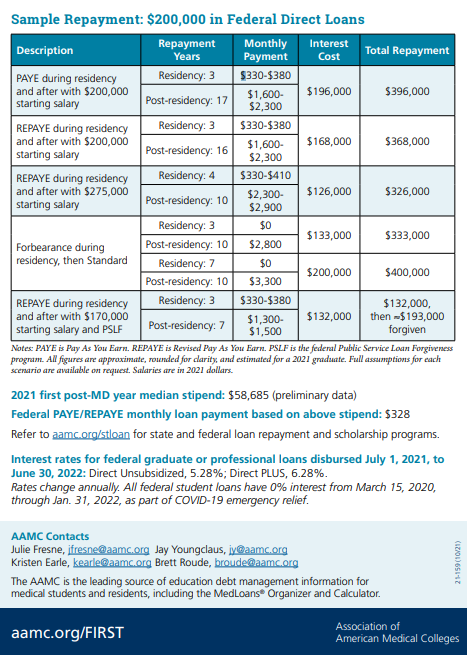 Sample Repayment: $200,000 in Federal Direct Loans
Description
Repayment
Years
Monthly
Payment
Interest
Cost
Total Repayment
PAYE during residency
and after with $200,000
starting salary
Residency: 3
$330-$380
Post-residency: 17
$1,600-
$2,300
$196,000
$396,000
REPAYE during residency
and after with $200,000
starting salary
Residency: 3
$330-$380
Post-residency: 16
$1,600-
$2,300
$168,000
$368,000
REPAYE during residency
and after with $275,000
starting salary
Residency: 4
$330-$410
Post-residency: 10
$2,300-
$2,900
$126,000
$326,000
Forbearance during
residency, then Standard
Residency: 3
$0
Post-residency: 10
$2,800
$133,000
$333,000
Residency: 7
$0
Post-residency: 10
$3,300
$200,000
$400,000
REPAYE during residency
and after with $170,000
starting salary and PSLF
Residency: 3
$330-$380
Post-residency: 7
$1,300-
$1,500
$132,000
$132,000,
then ≈$193,000
forgiven
Notes: PAYE is Pay As You Earn. REPAYE is Revised Pay As You Earn. PSLF is the federal Public Service Loan Forgiveness
program. All figures are approximate, rounded for clarity, and estimated for a 2021 graduate. Full assumptions for each
scenario are available on request. Salaries are in 2021 dollars.
2021 first post-MD year median stipend: $58,685 (preliminary data)
Federal PAYE/REPAYE monthly loan payment based on above stipend: $328
Refer to aamc.org/stloan for state and federal loan repayment and scholarship programs.
Interest rates for federal graduate or professional loans disbursed July 1, 2021, to
June 30, 2022: Direct Unsubsidized, 5.28%; Direct PLUS, 6.28%.
Rates change annually. All federal student loans have 0% interest from March 15, 2020,
through Jan. 31, 2022, as part of COVID-19 emergency relief.
AAMC Contacts
Julie Fresne, jfresne@aamc.org Jay Youngclaus, jy@aamc.org
Kristen Earle, kearle@aamc.org Brett Roude, broude@aamc.org
The AAMC is the leading source of education debt management information for
medical students and residents, including the MedLoans® Organizer and Calculator.
21-159 (10/21)
aamc.org/FIRST
Association of
American Medical Colleges